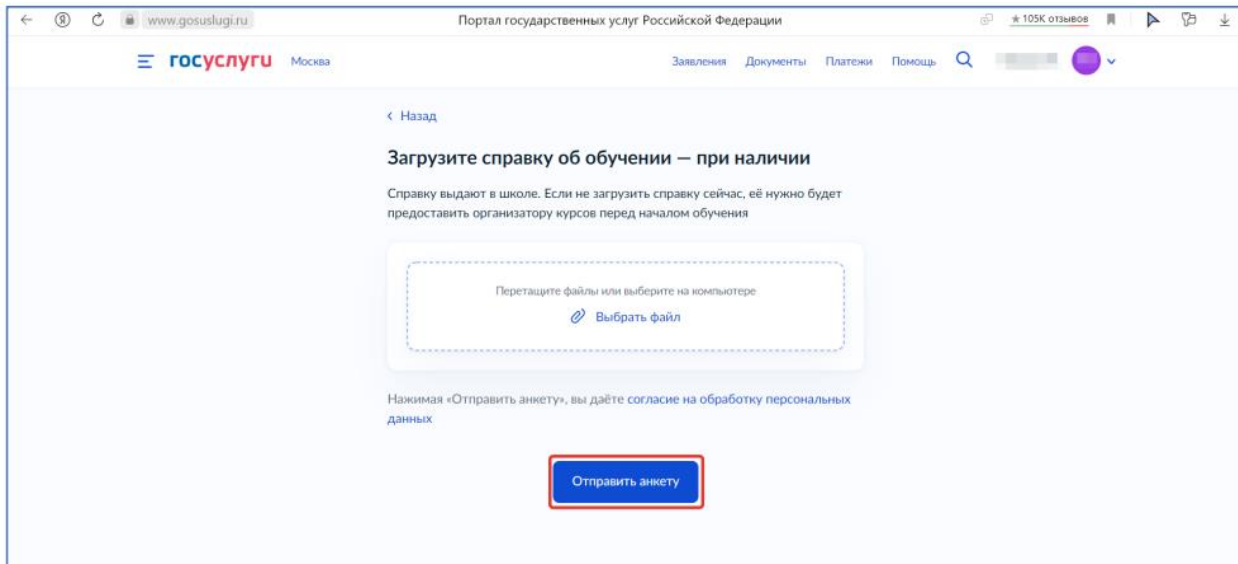 www.gosuslugi.ru Портал государственных услуг Российской Федерации ★ 105K отзывов
госуслуги Москва Заявления Документы Платежи Помощь
Назад
Загрузите справку об обучении — при наличии
Справку выдают в школе. Если не загрузить справку сейчас, её нужно будет
предоставить организатору курсов перед началом обучения
Перетащите файлы или выберите на компьютере
Выбрать файл
Нажимая «Отправить анкету», вы даёте согласие на обработку персональных
данных
Отправить анкету